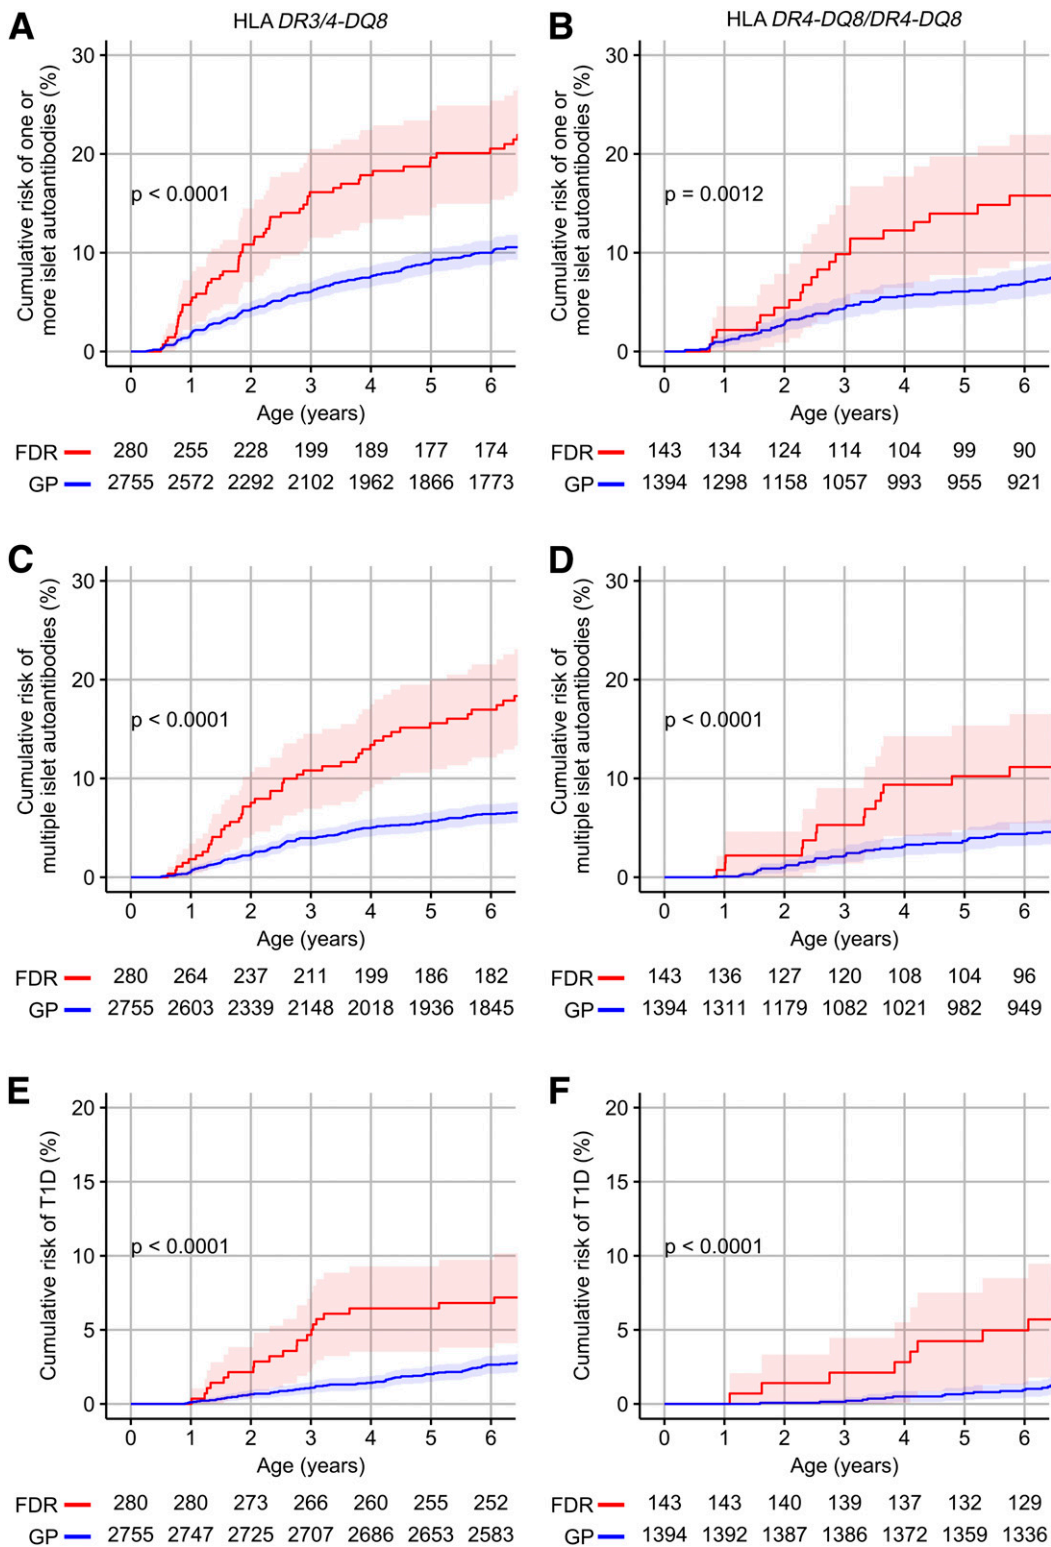 A
HLA DR3/4-DQ8
Cumulative risk of one or
more islet autoantibodies (%)
30
20
10
0
p < 0.0001
0 1 2 3 4 5 6
Age (years)
FDR 280 255 228 199 189 177 174
GP 2755 2572 2292 2102 1962 1866 1773
B
HLA DR4-DQ8/DR4-DQ8
Cumulative risk of one or
more islet autoantibodies (%)
30
20
10
0
p = 0.0012
0 1 2 3 4 5 6
Age (years)
FDR 143 134 124 114 104 99 90
GP 1394 1298 1158 1057 993 955 921
C
Cumulative risk of
multiple islet autoantibodies (%)
30
20
10
0
p < 0.0001
0 1 2 3 4 5 6
Age (years)
FDR 280 264 237 211 199 186 182
GP 2755 2603 2339 2148 2018 1936 1845
D
Cumulative risk of
multiple islet autoantibodies (%)
30
20
10
0
p < 0.0001
0 1 2 3 4 5 6
Age (years)
FDR 143 136 127 120 108 104 96
GP 1394 1311 1179 1082 1021 982 949
E
Cumulative risk of T1D (%)
20
15
10
5
0
p < 0.0001
0 1 2 3 4 5 6
Age (years)
FDR 280 280 273 266 260 255 252
GP 2755 2747 2725 2707 2686 2653 2583
F
Cumulative risk of T1D (%)
20
15
10
5
0
p < 0.0001
0 1 2 3 4 5 6
Age (years)
FDR 143 143 140 139 137 132 129
GP 1394 1392 1387 1386 1372 1359 1336